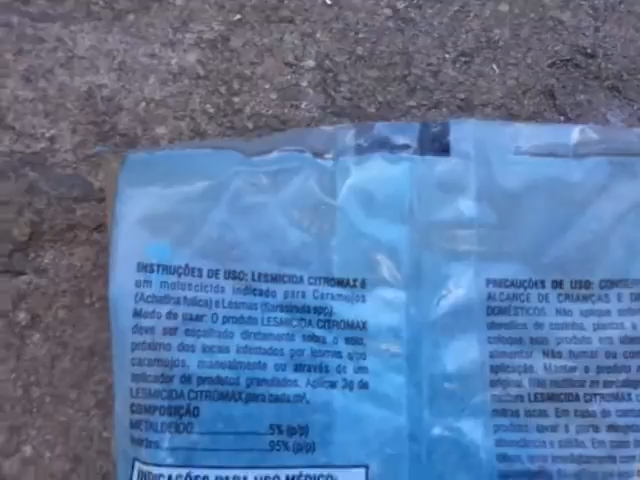 INSTRUÇÕES DE USO: LESMICIDA CITROMAX é
um moluscicida indicado para Caramujos
(Achatina fulica) e Lesmas (Sarasinula spp).
Modo de usar: O produto LESMICIDA CITROMAX
deve ser espalhado diretamente sobre o solo,
próximo dos locais infestados por lesmas e/ou
caramujos, manualmente ou através de um
aplicador de produtos granulados. Aplicar 3g de
LESMICIDA CITROMAX para cada m².
COMPOSIÇÃO
METALDEÍDO 5% (p/p)
Inertes 95% (p/p)
INDICAÇÕES PARA USO MÉDICO:
PRECAUÇÕES DE USO:
ALCANCE DE CRIANÇAS E
DOMÉSTICOS. Não aplique
utensílios de cozinha, plantas,
coloque este produto em
alimentar. Não fumar ou
aplicação. Manter o produto
original. Não reutilizar as
LESMICIDA CITROMAX
outras iscas. Em caso de
produto lavar a parte
abundância e sabão. Em caso
olhos,